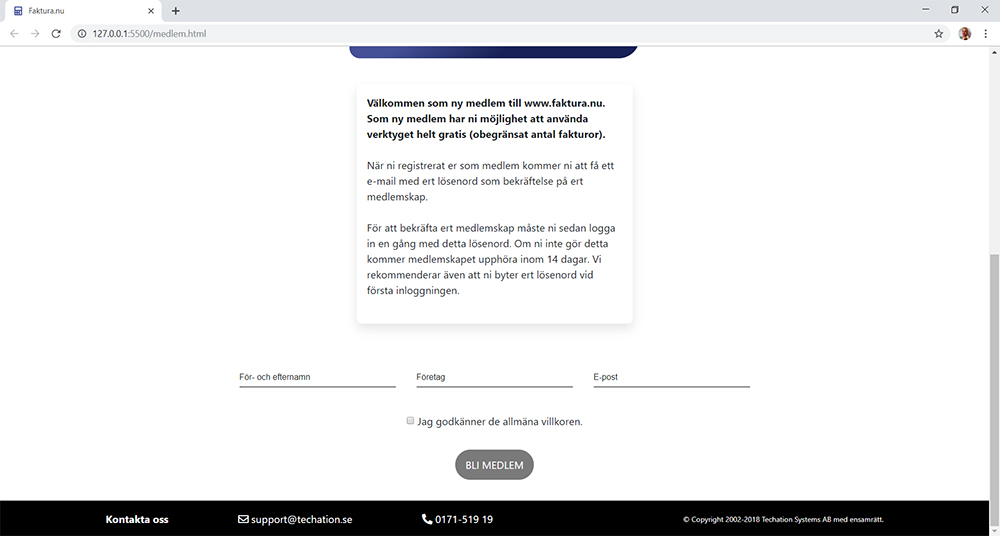 Faktura.nu
127.0.0.1:5500/medlem.html
Välkommen som ny medlem till www.faktura.nu.
Som ny medlem har ni möjlighet att använda
verktyget helt gratis (obegränsat antal fakturor).
När ni registrerat er som medlem kommer ni att få ett
e-mail med ert lösenord som bekräftelse på ert
medlemskap.
För att bekräfta ert medlemskap måste ni sedan logga
in en gång med detta lösenord. Om ni inte gör detta
kommer medlemskapet upphöra inom 14 dagar. Vi
rekommenderar även att ni byter ert lösenord vid
första inloggningen.
För- och efternamn Företag E-post
Jag godkänner de allmäna villkoren.
BLI MEDLEM
Kontakta oss support@techation.se 0171-519 19 © Copyright 2002-2018 Techation Systems AB med ensamrätt.